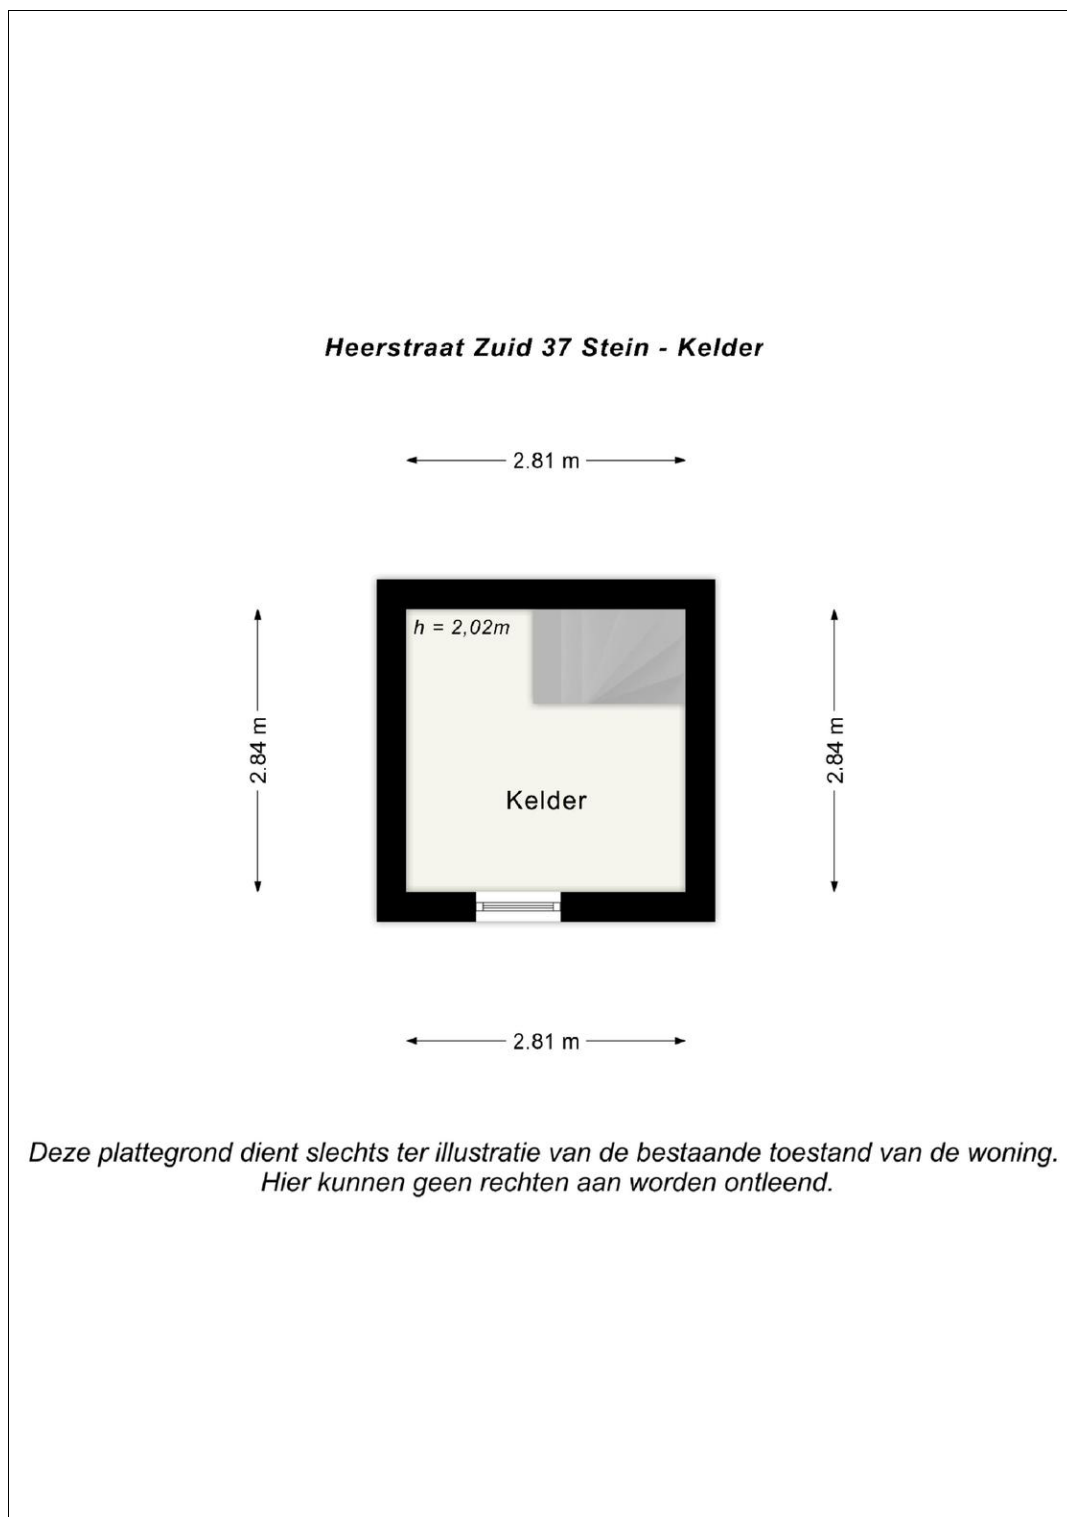 Heerstraat Zuid 37 Stein - Kelder
2.81 m
h = 2,02m
2.84 m
2.84 m
Kelder
2.81 m
Deze plattegrond dient slechts ter illustratie van de bestaande toestand van de woning.
Hier kunnen geen rechten aan worden ontleend.